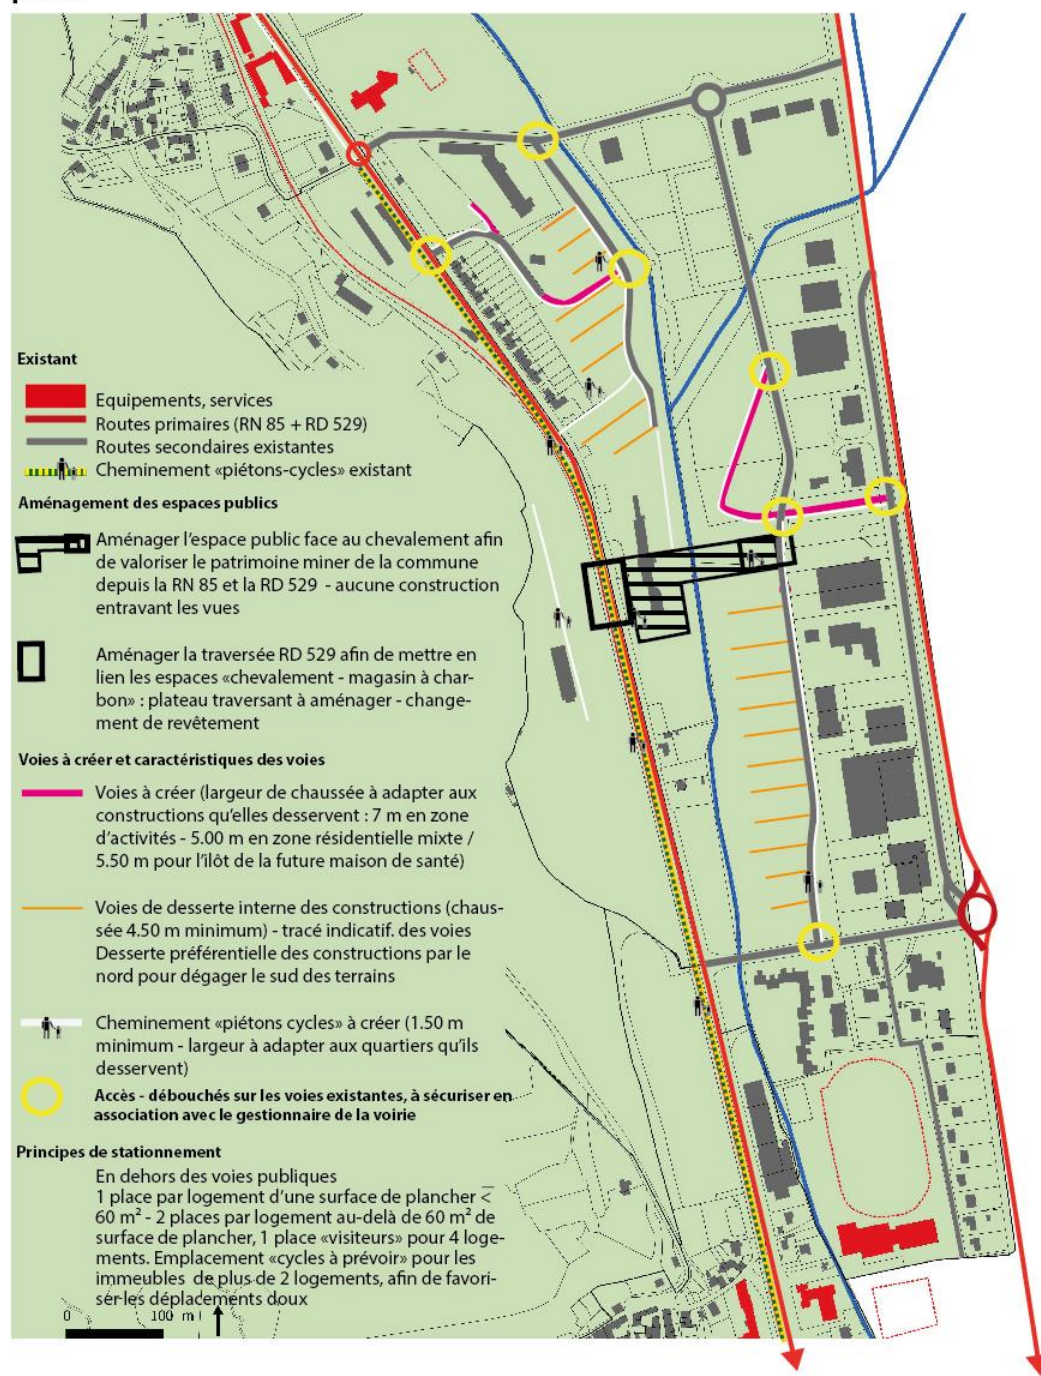 Existant
Equipements, services
Routes primaires (RN 85 + RD 529)
Routes secondaires existantes
Cheminement «piétons-cycles» existant
Aménagement des espaces publics
Aménager l'espace public face au chevalement afin
de valoriser le patrimoine miner de la commune
depuis la RN 85 et la RD 529 - aucune construction
entravant les vues
Aménager la traversée RD 529 afin de mettre en
lien les espaces «chevalement - magasin à char-
bon» : plateau traversant à aménager - change-
ment de revêtement
Voies à créer et caractéristiques des voies
Voies à créer (largeur de chaussée à adapter aux
constructions qu'elles desservent : 7 m en zone
d'activités - 5.00 m en zone résidentielle mixte /
5.50 m pour l'ilôt de la future maison de santé)
Voies de desserte interne des constructions (chaus-
sée 4.50 m minimum) - tracé indicatif. des voies
Desserte préférentielle des constructions par le
nord pour dégager le sud des terrains
Cheminement «piétons cycles» à créer (1.50 m
minimum - largeur à adapter aux quartiers qu'ils
desservent)
Accès - débouchés sur les voies existantes, à sécuriser en
association avec le gestionnaire de la voirie
Principes de stationnement
En dehors des voies publiques
1 place par logement d'une surface de plancher ≤
60 m² - 2 places par logement au-delà de 60 m² de
surface de plancher, 1 place «visiteurs» pour 4 loge-
ments. Emplacement «cycles à prévoir» pour les
immeubles de plus de 2 logements, afin de favori-
ser les déplacements doux
0 100 m